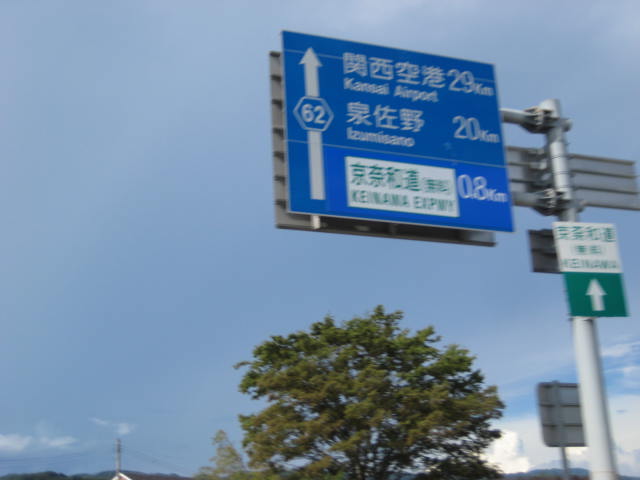 関西空港 29Km
Kansai Airport
62
泉佐野 20Km
Izumisano
京奈和道(無料) 0.8Km
KEINAWA EXPWY
京奈和道
(無料)
KEINAWA